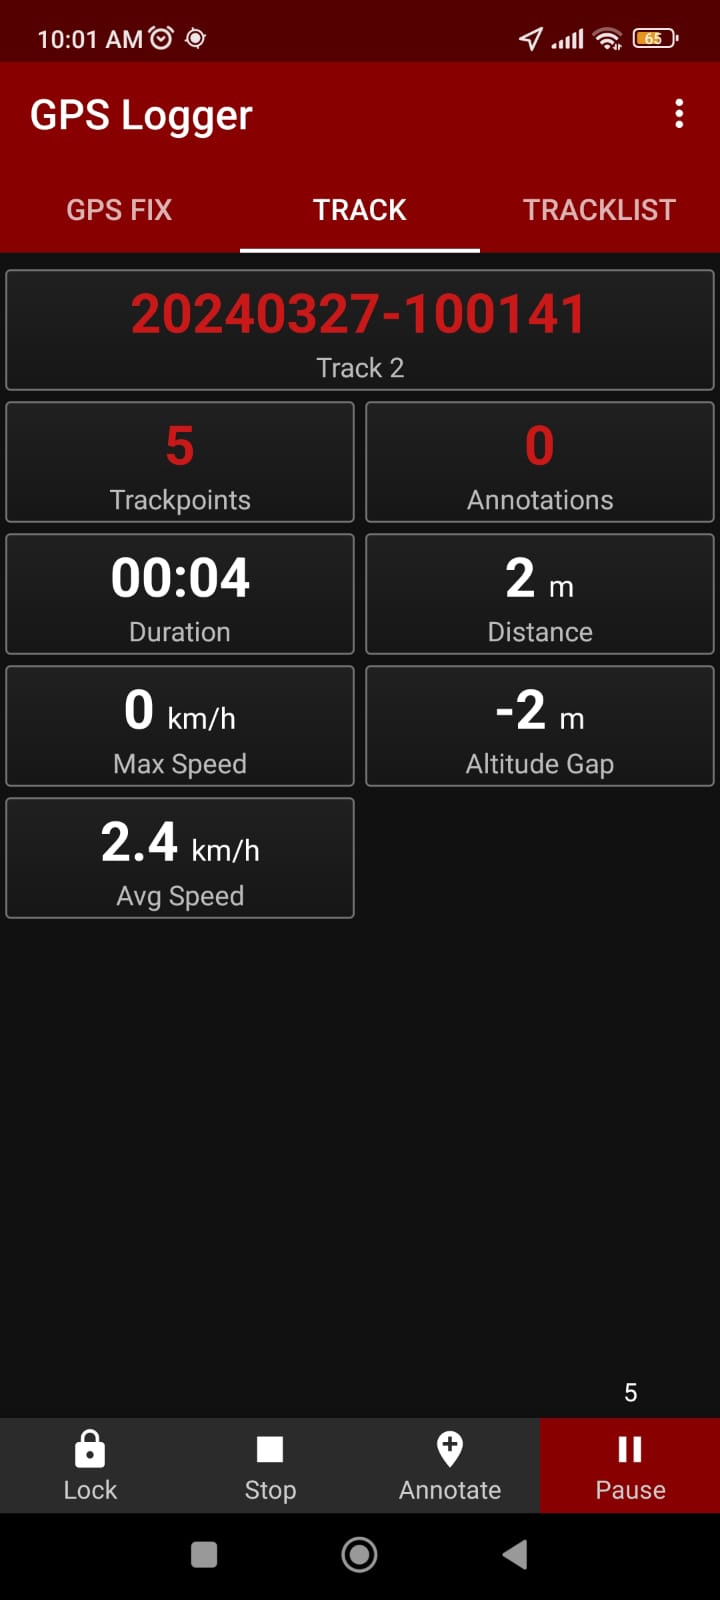 10:01 AM
65
GPS Logger
GPS FIX TRACK TRACKLIST
20240327-100141
Track 2
5 0
Trackpoints Annotations
00:04 2 m
Duration Distance
0 km/h -2 m
Max Speed Altitude Gap
2.4 km/h
Avg Speed
5
Lock Stop Annotate Pause